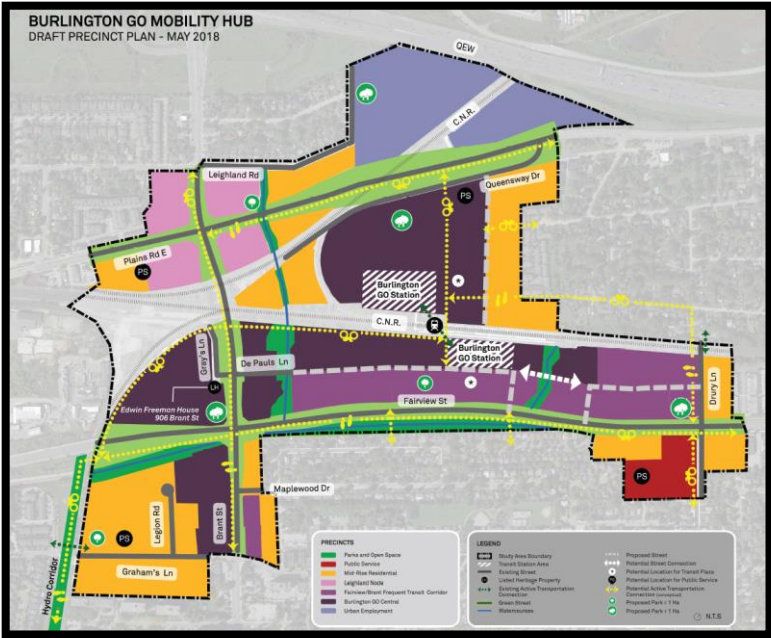 BURLINGTON GO MOBILITY HUB
DRAFT PRECINCT PLAN - MAY 2018
QEW
C.N.R.
Leighland Rd
Queensway Dr
PS
Plains Rd E
PS
Burlington
GO Station
C.N.R.
Burlington
GO Station
Gray's Ln
De Pauls Ln
LH
Edwin Freeman House
906 Brant St
Fairview St
Drury Ln
PS
Maplewood Dr
Legion Rd
Brant St
PS
Graham's Ln
Hydro Corridor
PRECINCTS
Parks and Open Space
Public Service
Mid-Rise Residential
Leighland Node
Fairview/Brant Frequent Transit Corridor
Burlington GO Central
Urban Employment
LEGEND
Study Area Boundary
Transit Station Area
Existing Street
Listed Heritage Property
Existing Active Transportation
Connection
Green Street
Watercourses
Proposed Street
Potential Street Connection
Potential Location for Transit Plaza
Potential Location for Public Service
Potential Active Transportation
Connection
Proposed Park > 1 Ha
Proposed Park < 1 Ha
N.T.S